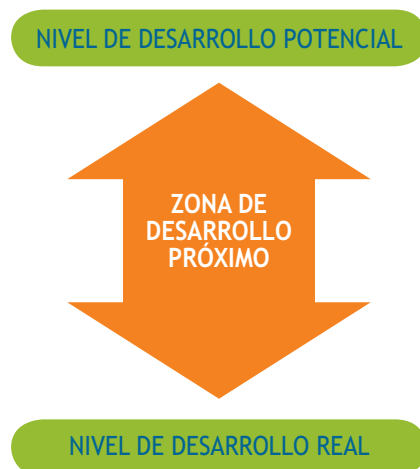 NIVEL DE DESARROLLO POTENCIAL
ZONA DE
DESARROLLO
PRÓXIMO
NIVEL DE DESARROLLO REAL